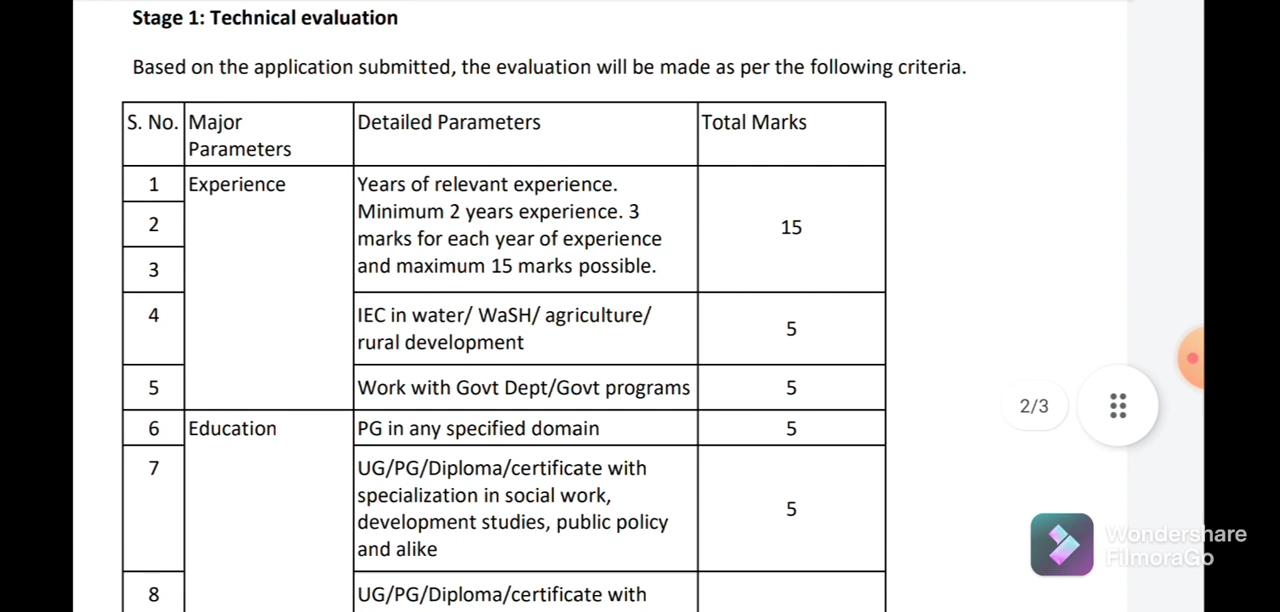 Stage 1: Technical evaluation
Based on the application submitted, the evaluation will be made as per the following criteria.
S. No. Major Parameters Detailed Parameters Total Marks
1 Experience Years of relevant experience.
2 Minimum 2 years experience. 3
marks for each year of experience 15
3 and maximum 15 marks possible.
4 IEC in water/ WaSH/ agriculture/
rural development 5
5 Work with Govt Dept/Govt programs 5
6 Education PG in any specified domain 5
7 UG/PG/Diploma/certificate with
specialization in social work,
development studies, public policy 5
and alike
8 UG/PG/Diploma/certificate with
2/3
Wondershare
FilmoraGo